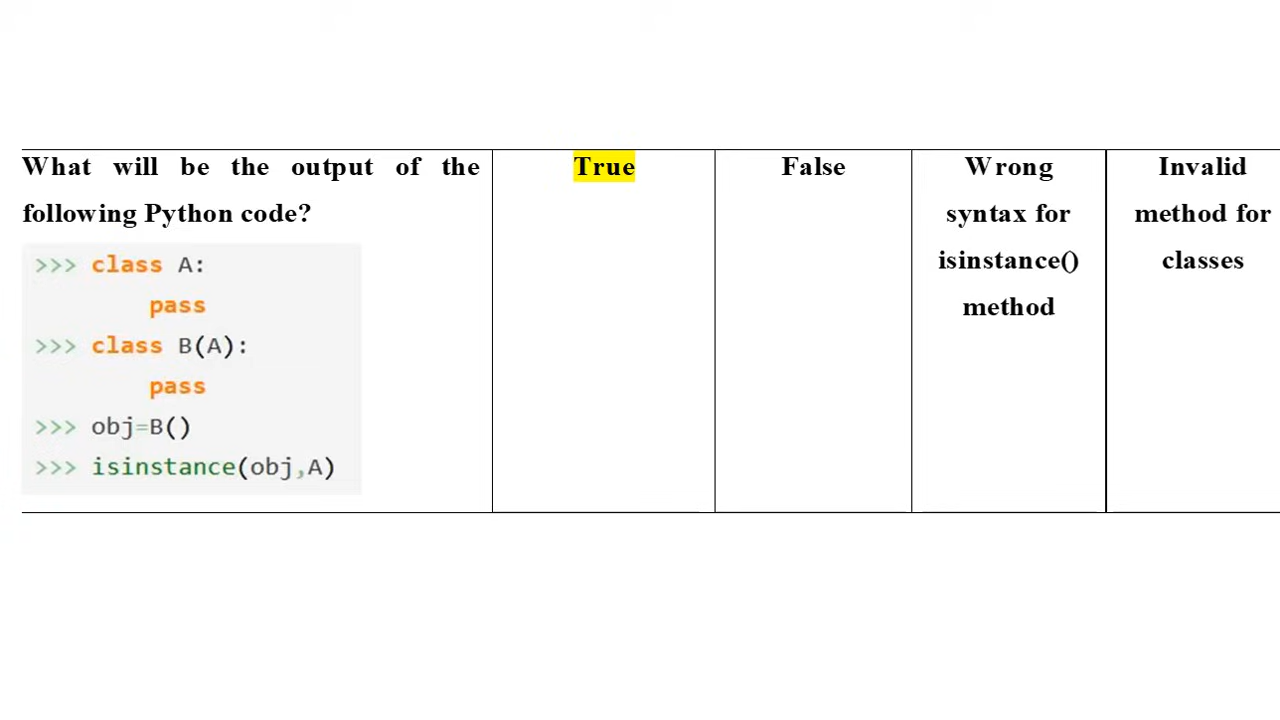 What will be the output of the
following Python code?
>>> class A:
pass
>>> class B(A):
pass
>>> obj=B()
>>> isinstance(obj,A)
True
False
Wrong
syntax for
isinstance()
method
Invalid
method for
classes